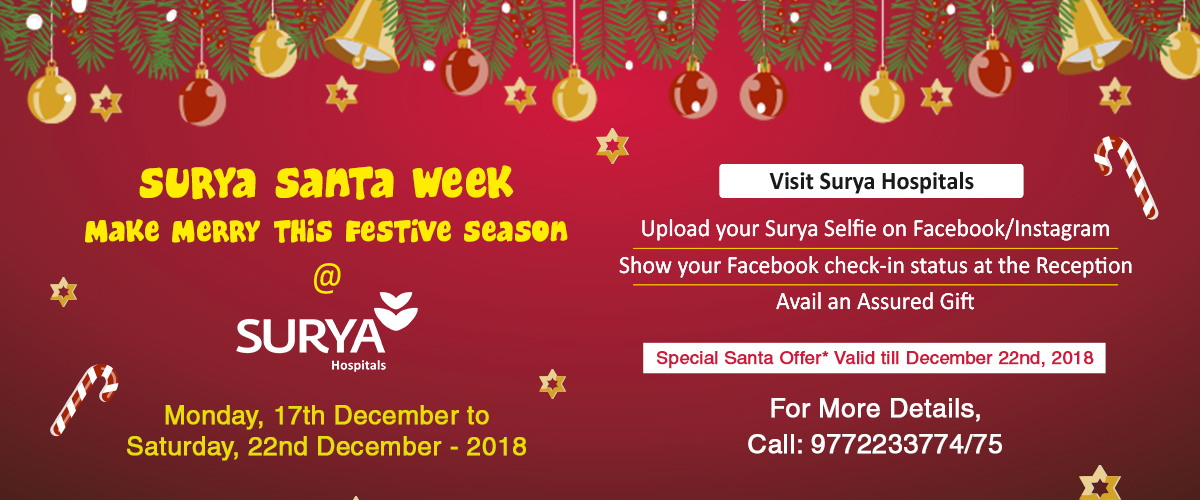 Surya Santa Week
Make Merry This Festive Season
@
SURYA
Hospitals
Monday, 17th December to
Saturday, 22nd December - 2018
Visit Surya Hospitals
Upload your Surya Selfie on Facebook/Instagram
Show your Facebook check-in status at the Reception
Avail an Assured Gift
Special Santa Offer* Valid till December 22nd, 2018
For More Details,
Call: 9772233774/75